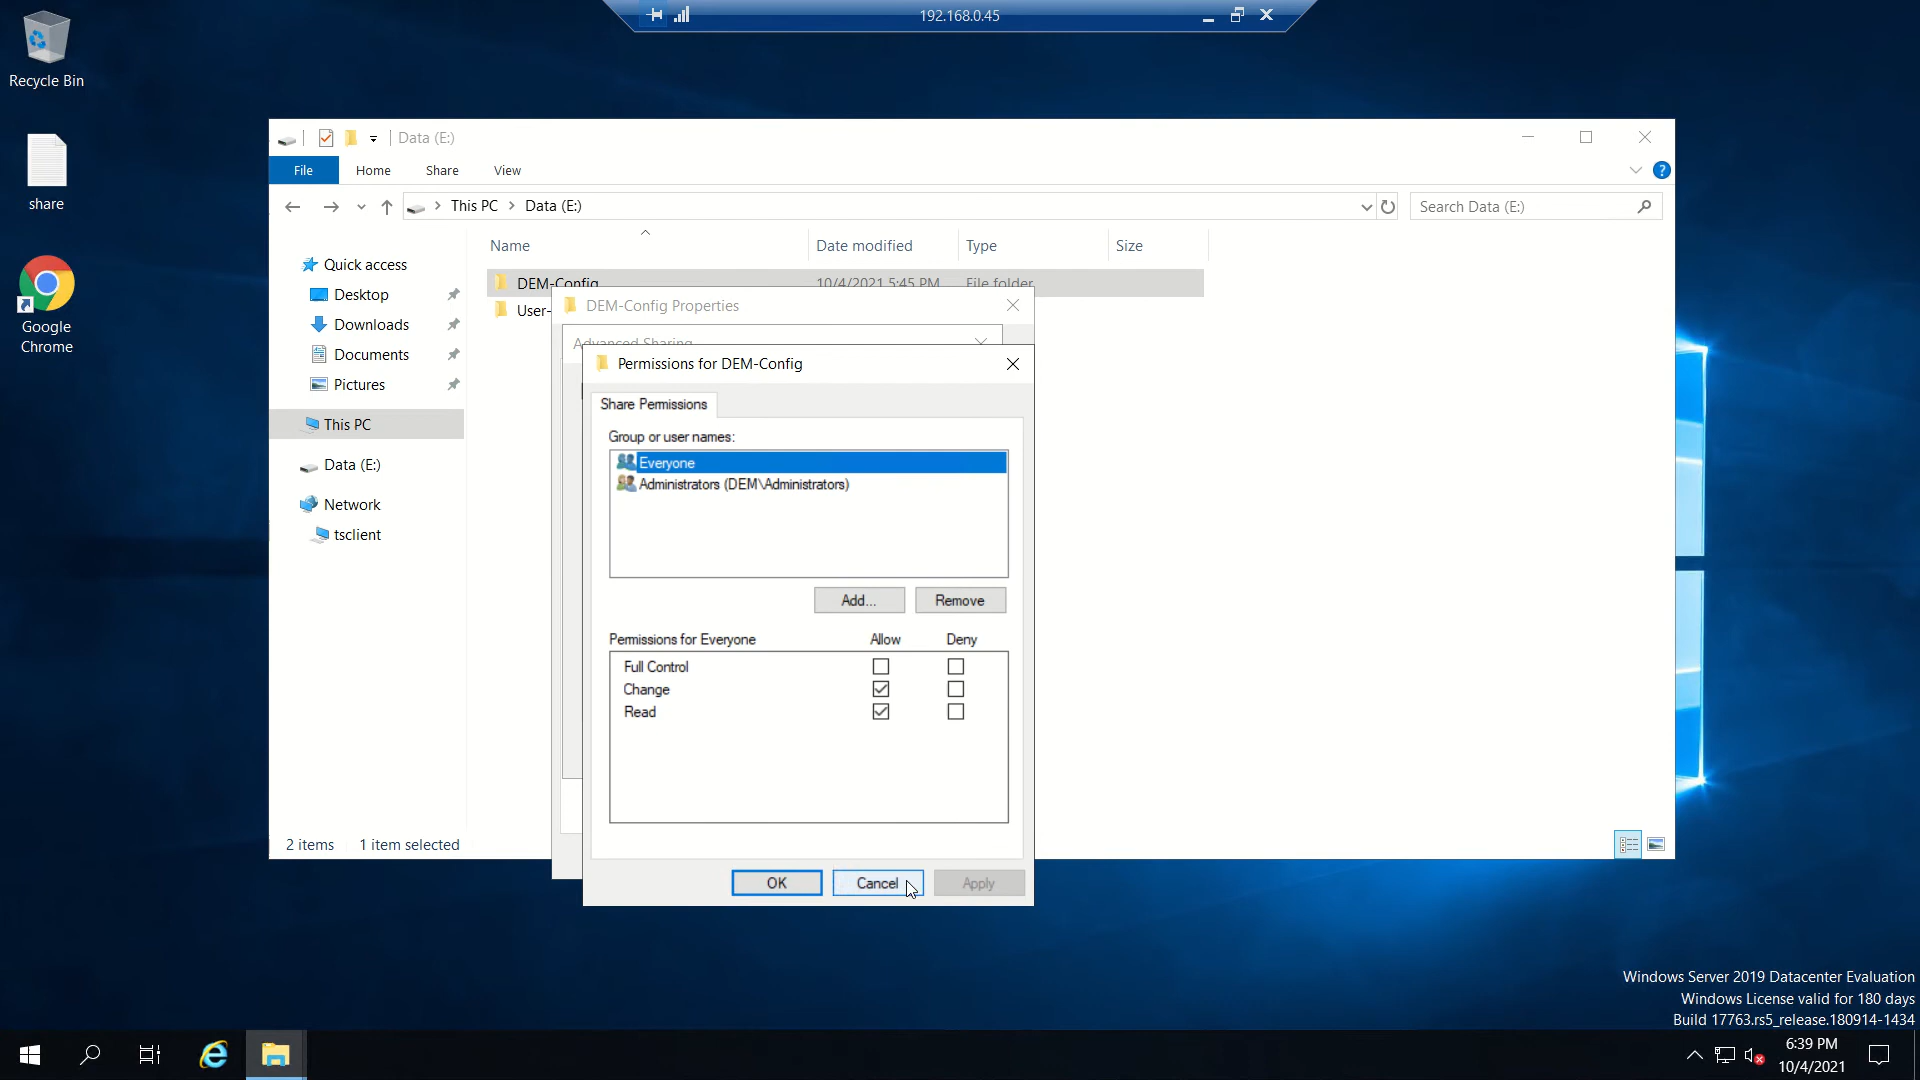 192.168.0.45
Recycle Bin
share
Google
Chrome
Data (E:)
File
Home
Share
View
This PC
Data (E:)
Search Data (E:)
Name
Date modified
Type
Size
Quick access
Desktop
Downloads
Documents
Pictures
This PC
Data (E:)
Network
tsclient
DEM-Config
10/4/2021 5:45 PM
File folder
User-
DEM-Config Properties
Advanced Sharing
Permissions for DEM-Config
Share Permissions
Group or user names:
Everyone
Administrators (DEM\Administrators)
Add...
Remove
Permissions for Everyone
Allow
Deny
Full Control
Change
Read
OK
Cancel
Apply
2 items
1 item selected
Windows Server 2019 Datacenter Evaluation
Windows License valid for 180 days
Build 17763.rs5_release.180914-1434
6:39 PM
10/4/2021